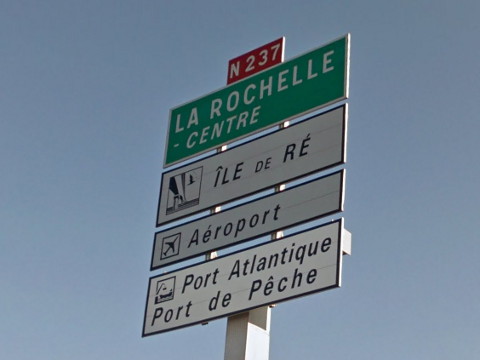 N 237
LA ROCHELLE
- CENTRE
ÎLE DE RÉ
Aéroport
Port Atlantique
Port de Pêche